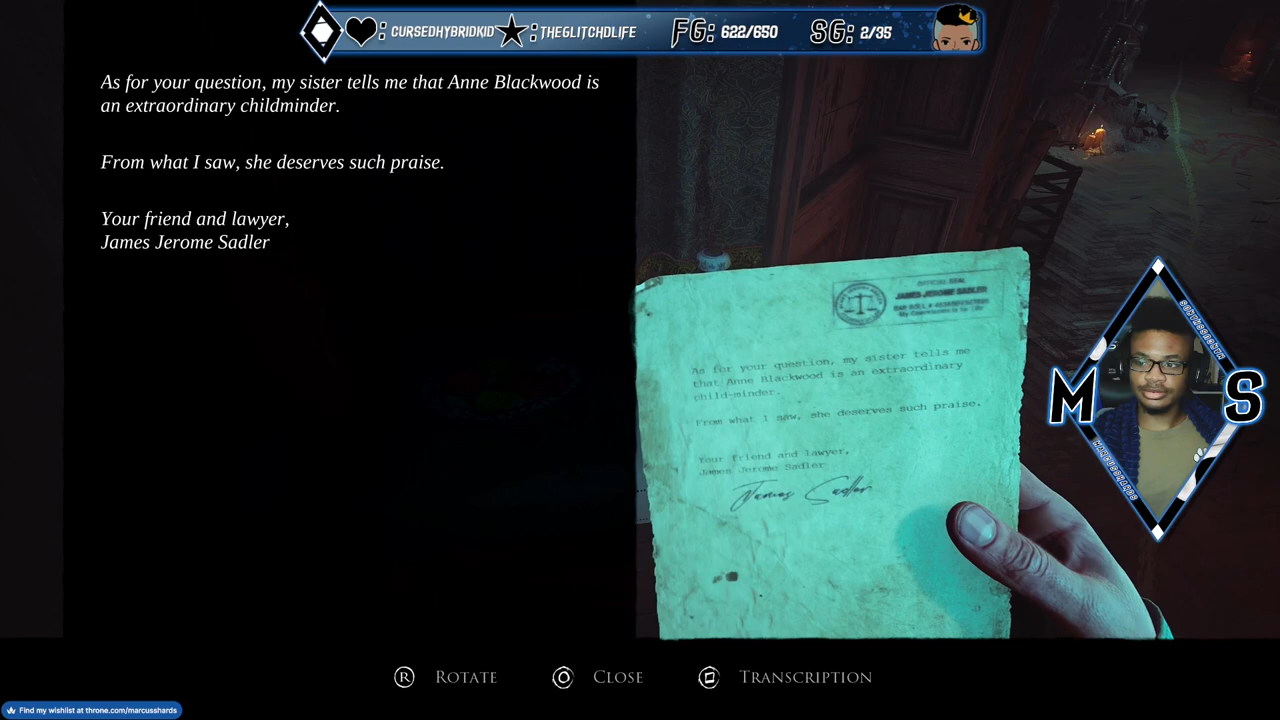 : CURSEDHYBRIDKID : THEGLITCHDLIFE FG: 622/650 SG: 2/35
As for your question, my sister tells me that Anne Blackwood is
an extraordinary childminder.
From what I saw, she deserves such praise.
Your friend and lawyer,
James Jerome Sadler
OFFICIAL SEAL
JAMES JEROME SADLER
As for your question, my sister tells me
that Anne Blackwood is an extraordinary
child-minder.
From what I saw, she deserves such praise.
Your friend and lawyer,
James Jerome Sadler
James Sadler
M S
MARCUSSHARDS
MARCUSSHARDS
R ROTATE CLOSE TRANSCRIPTION
Find my wishlist at throne.com/marcusshards